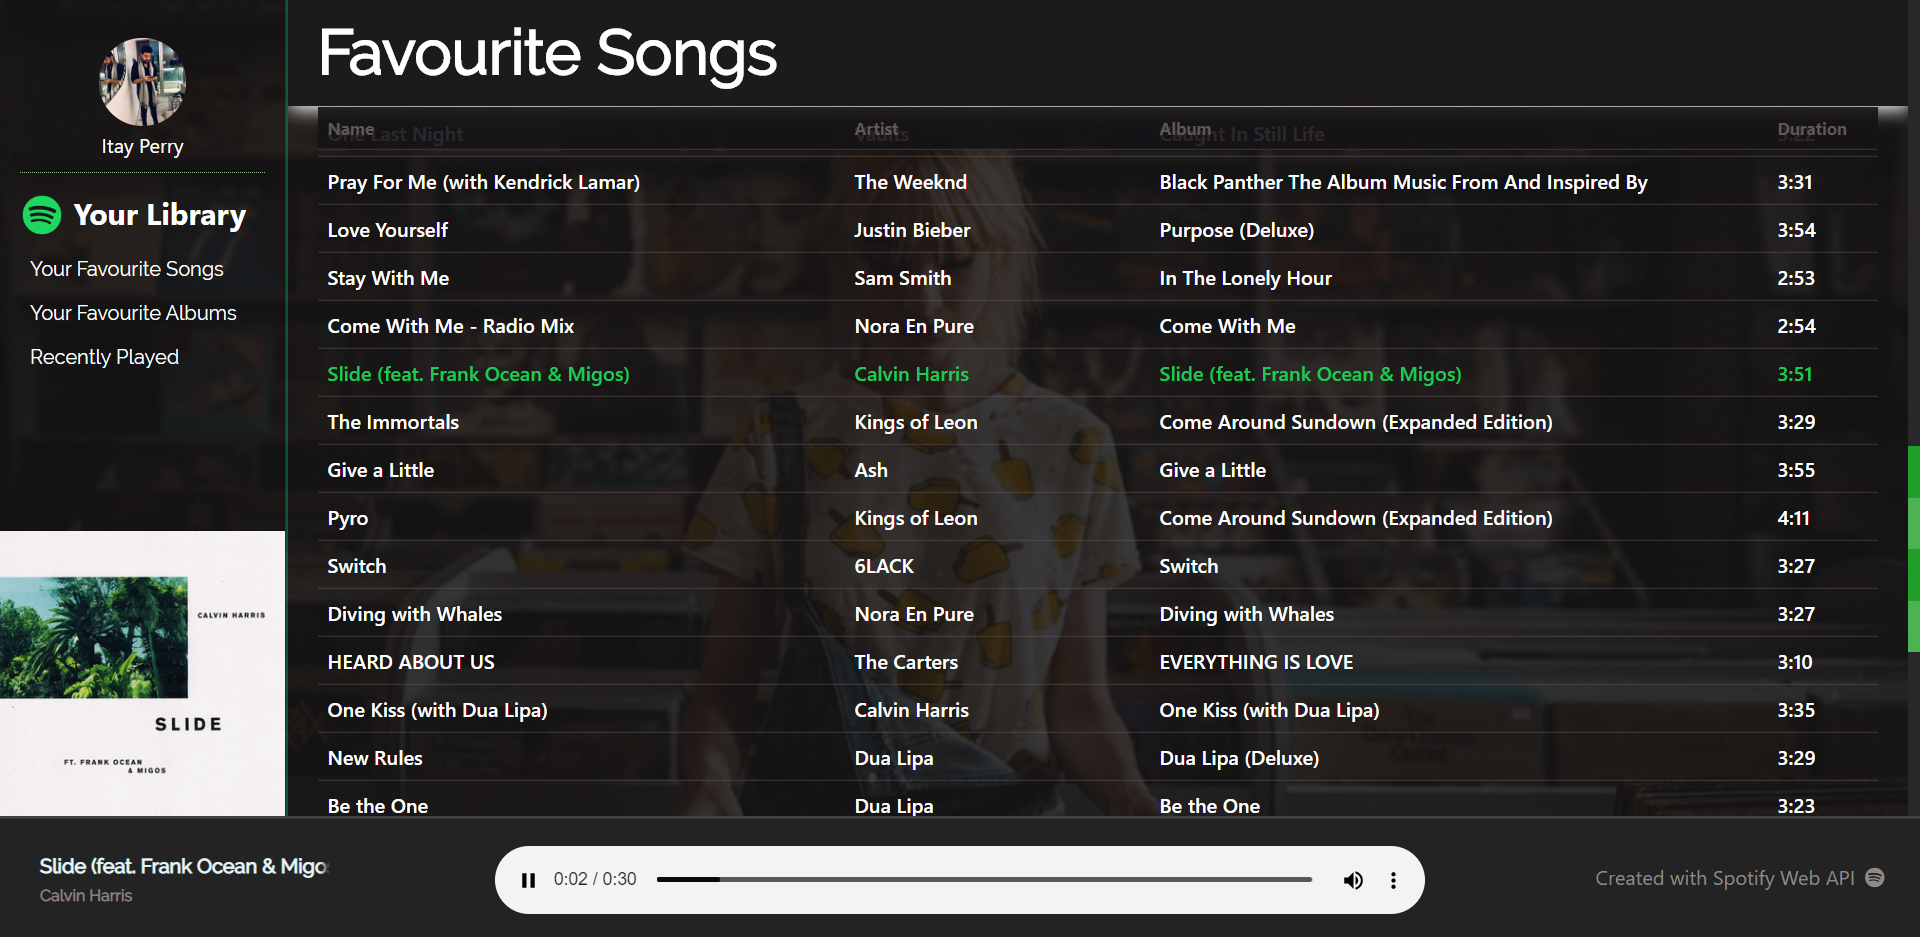 Favourite Songs
Itay Perry
Your Library
Your Favourite Songs
Your Favourite Albums
Recently Played
Name Artist Album Duration
One Last Night Vaults Caught In Still Life 3:22
Pray For Me (with Kendrick Lamar) The Weeknd Black Panther The Album Music From And Inspired By 3:31
Love Yourself Justin Bieber Purpose (Deluxe) 3:54
Stay With Me Sam Smith In The Lonely Hour 2:53
Come With Me - Radio Mix Nora En Pure Come With Me 2:54
Slide (feat. Frank Ocean & Migos) Calvin Harris Slide (feat. Frank Ocean & Migos) 3:51
The Immortals Kings of Leon Come Around Sundown (Expanded Edition) 3:29
Give a Little Ash Give a Little 3:55
Pyro Kings of Leon Come Around Sundown (Expanded Edition) 4:11
Switch 6LACK Switch 3:27
Diving with Whales Nora En Pure Diving with Whales 3:27
HEARD ABOUT US The Carters EVERYTHING IS LOVE 3:10
One Kiss (with Dua Lipa) Calvin Harris One Kiss (with Dua Lipa) 3:35
New Rules Dua Lipa Dua Lipa (Deluxe) 3:29
Be the One Dua Lipa Be the One 3:23
CALVIN HARRIS
SLIDE
FT. FRANK OCEAN
& MIGOS
Slide (feat. Frank Ocean & Migo
Calvin Harris
0:02 / 0:30
Created with Spotify Web API